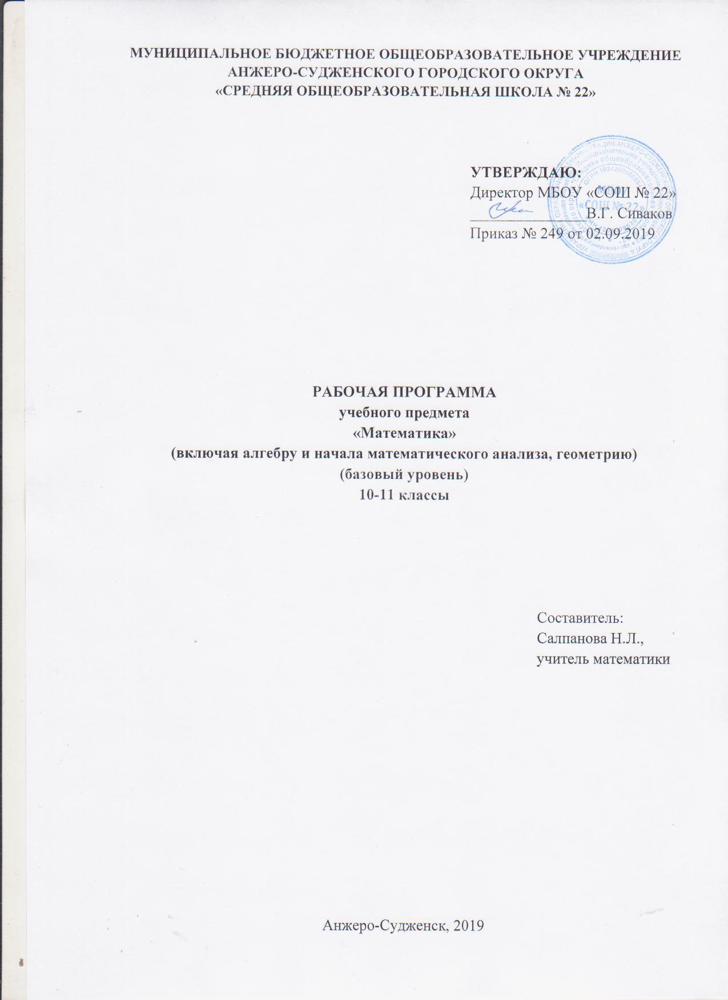 МУНИЦИПАЛЬНОЕ БЮДЖЕТНОЕ ОБЩЕОБРАЗОВАТЕЛЬНОЕ УЧРЕЖДЕНИЕ
АНЖЕРО-СУДЖЕНСКОГО ГОРОДСКОГО ОКРУГА
«СРЕДНЯЯ ОБЩЕОБРАЗОВАТЕЛЬНАЯ ШКОЛА № 22»
УТВЕРЖДАЮ:
Директор МБОУ «СОШ № 22»
В.Г. Сиваков
Приказ № 249 от 02.09.2019
МБОУ
«СОШ № 22»
РАБОЧАЯ ПРОГРАММА
учебного предмета
«Математика»
(включая алгебру и начала математического анализа, геометрию)
(базовый уровень)
10-11 классы
Составитель:
Салпанова Н.Л.,
учитель математики
Анжеро-Судженск, 2019